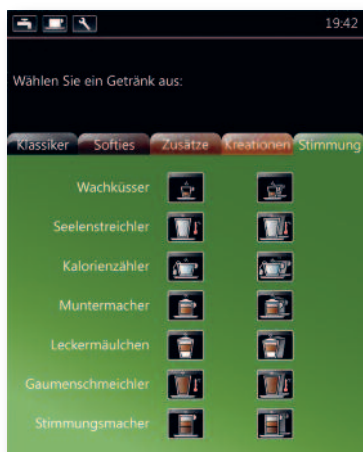 19:42
Wählen Sie ein Getränk aus:
Klassiker Softies Zusätze Kreationen Stimmung
Wachküsser
Seelenstreichler
Kalorienzähler
Muntermacher
Leckermäulchen
Gaumenschmeichler
Stimmungsmacher